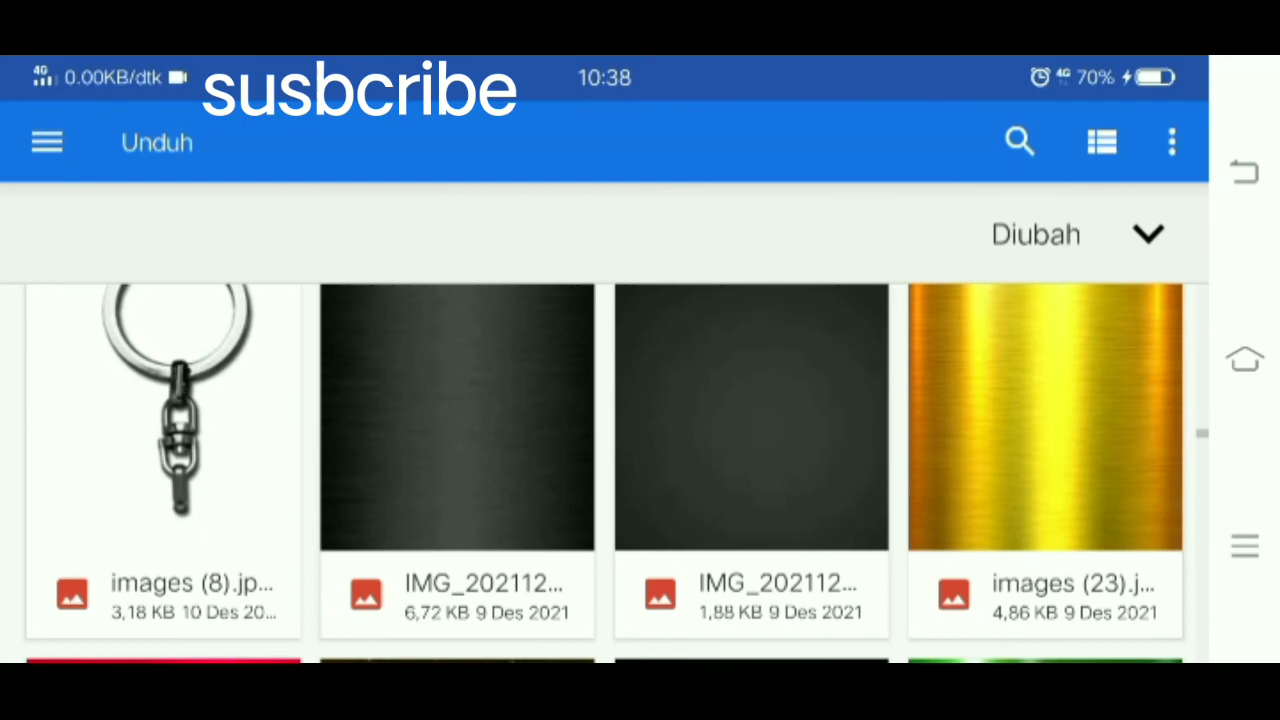 4G 0.00KB/dtk susbcribe 10:38 4G 70%
Unduh
Diubah
images (8).jp... IMG_202112... IMG_202112... images (23).j...
3,18 KB 10 Des 20... 6,72 KB 9 Des 2021 1,88 KB 9 Des 2021 4,86 KB 9 Des 2021